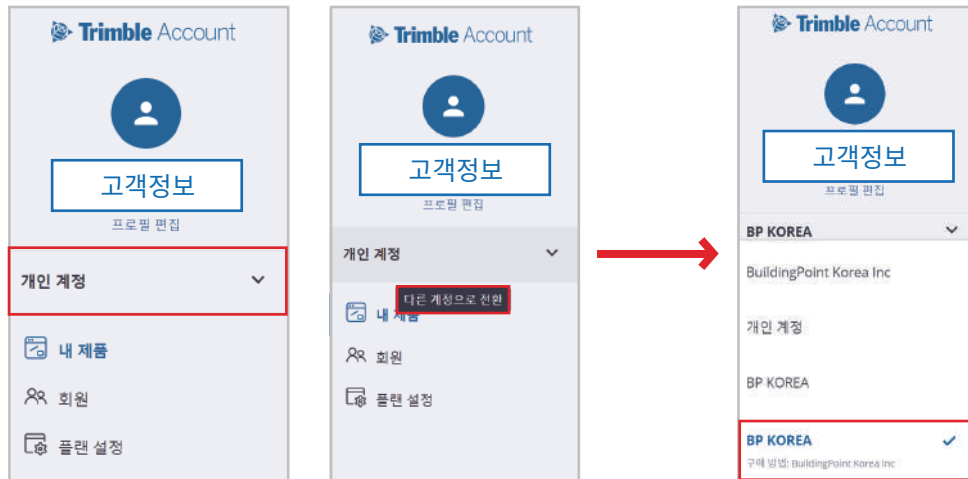 Trimble Account
고객정보
프로필 편집
개인 계정
내 제품
회원
플랜 설정
Trimble Account
고객정보
프로필 편집
개인 계정
다른 계정으로 전환
내 제품
회원
플랜 설정
Trimble Account
고객정보
프로필 편집
BP KOREA
BuildingPoint Korea Inc
개인 계정
BP KOREA
BP KOREA
구매 방법: BuildingPoint Korea Inc